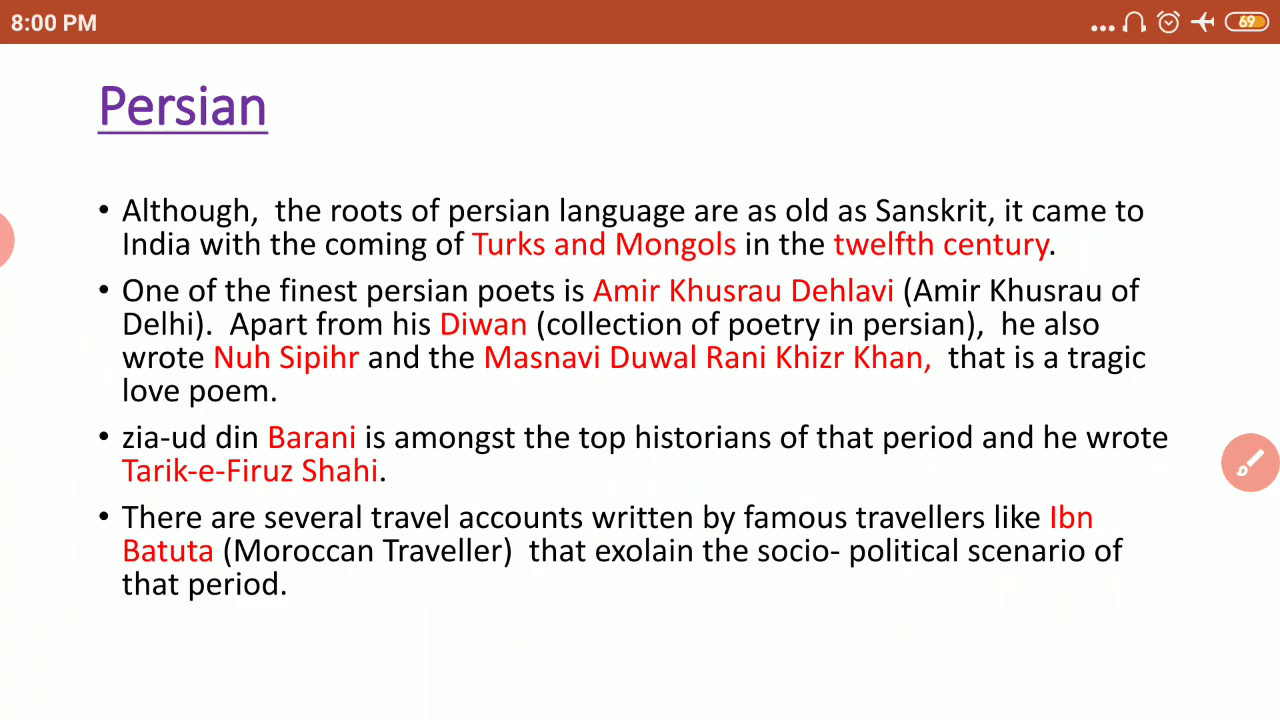 8:00 PM
69
Persian
• Although,  the roots of persian language are as old as Sanskrit, it came to
India with the coming of Turks and Mongols in the twelfth century.
• One of the finest persian poets is Amir Khusrau Dehlavi (Amir Khusrau of
Delhi).  Apart from his Diwan (collection of poetry in persian),  he also
wrote Nuh Sipihr and the Masnavi Duwal Rani Khizr Khan,  that is a tragic
love poem.
• zia-ud din Barani is amongst the top historians of that period and he wrote
Tarik-e-Firuz Shahi.
• There are several travel accounts written by famous travellers like Ibn
Batuta (Moroccan Traveller)  that exolain the socio- political scenario of
that period.